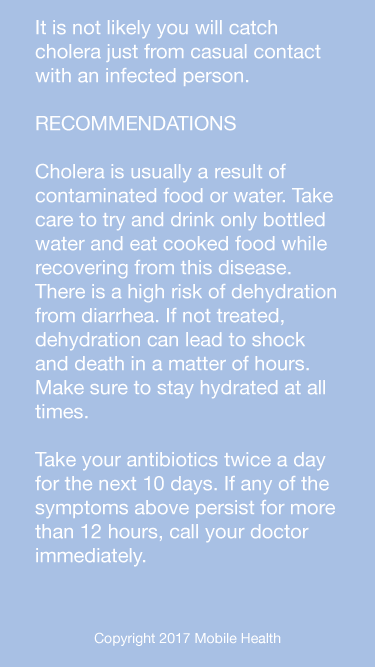 It is not likely you will catch
cholera just from casual contact
with an infected person.
RECOMMENDATIONS
Cholera is usually a result of
contaminated food or water. Take
care to try and drink only bottled
water and eat cooked food while
recovering from this disease.
There is a high risk of dehydration
from diarrhea. If not treated,
dehydration can lead to shock
and death in a matter of hours.
Make sure to stay hydrated at all
times.
Take your antibiotics twice a day
for the next 10 days. If any of the
symptoms above persist for more
than 12 hours, call your doctor
immediately.
Copyright 2017 Mobile Health